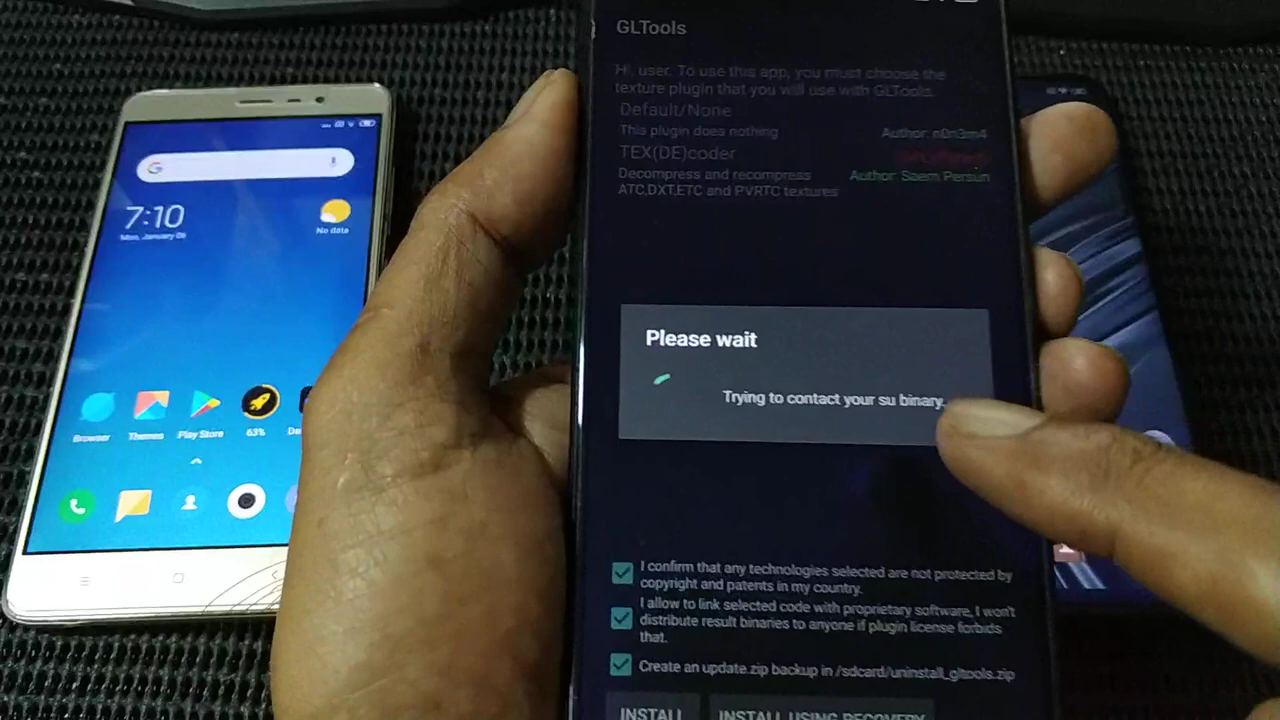 GLTools
Hi, user. To use this app, you must choose the
texture plugin that you will use with GLTools.
Default/None
This plugin does nothing
Author: n0n3m4
TEX(DE)coder
Decompress and recompress
ATC,DXT,ETC and PVRTC textures
Author: Saem Persun
Please wait
Trying to contact your su binary.
I confirm that any technologies selected are not protected by
copyright and patents in my country.
I allow to link selected code with proprietary software, I won't
distribute result binaries to anyone if plugin license forbids
that.
Create an update.zip backup in /sdcard/uninstall_gltools.zip
INSTALL
INSTALL USING RECOVERY
7:10
Mon, January 06
No data
Browser
Themes
Play Store
63%